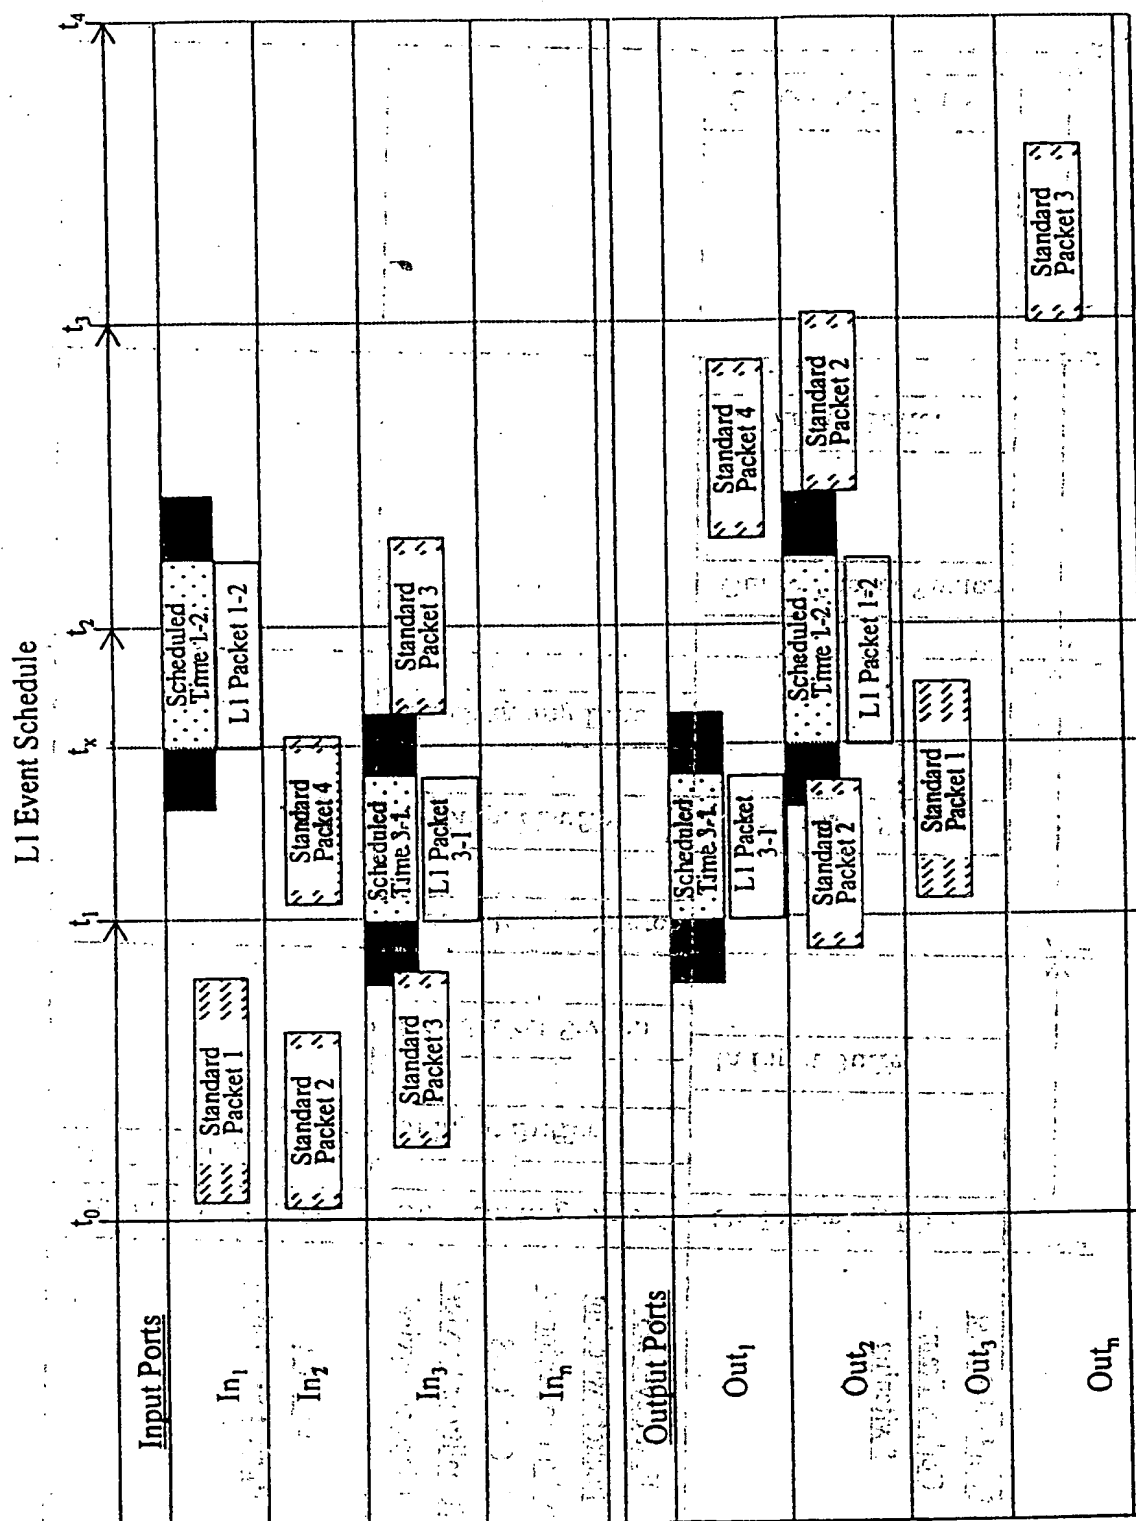 L1 Event Schedule
t0
t1
tx
t2
t3
t4
Input Ports
In1
Standard
Packet 1
Scheduled
Time 1-2
L1 Packet 1-2
In2
Standard
Packet 2
Standard
Packet 4
In3
Standard
Packet 3
Scheduled
Time 3-1
L1 Packet
3-1
Standard
Packet 3
Inn
Output Ports
Out1
Scheduled
Time 3-1
L1 Packet
3-1
Standard
Packet 4
Out2
Standard
Packet 2
Scheduled
Time 1-2
L1 Packet 1-2
Standard
Packet 2
Out3
Standard
Packet 1
Outn
Standard
Packet 3